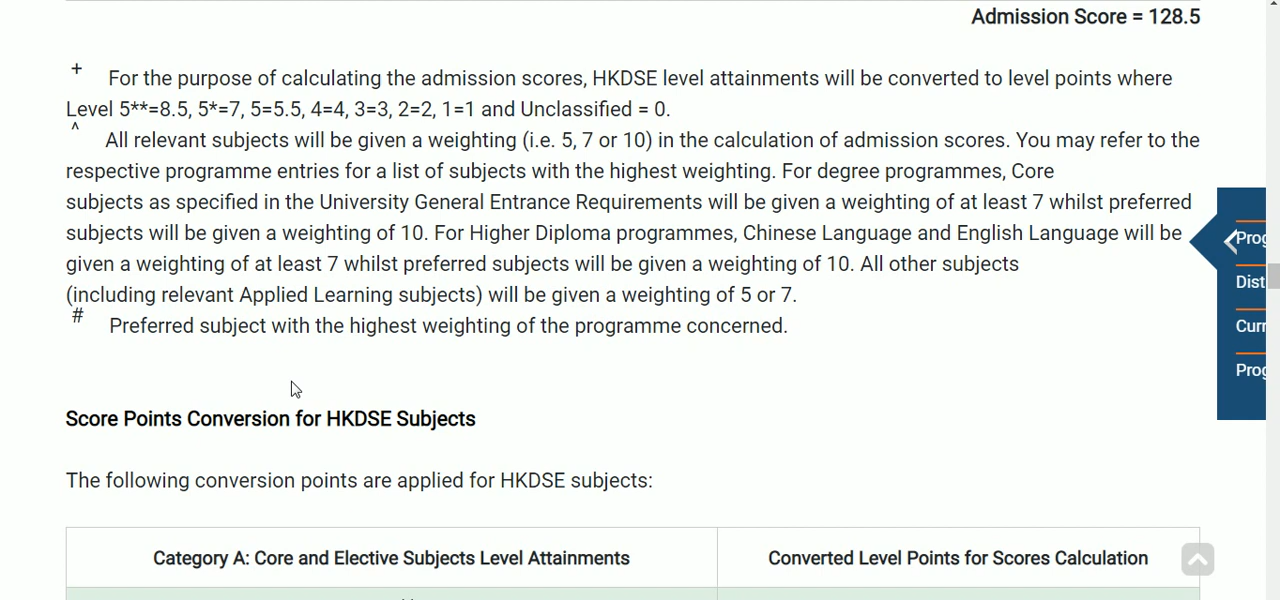 Admission Score = 128.5
+ For the purpose of calculating the admission scores, HKDSE level attainments will be converted to level points where
Level 5**=8.5, 5*=7, 5=5.5, 4=4, 3=3, 2=2, 1=1 and Unclassified = 0.
^ All relevant subjects will be given a weighting (i.e. 5, 7 or 10) in the calculation of admission scores. You may refer to the
respective programme entries for a list of subjects with the highest weighting. For degree programmes, Core
subjects as specified in the University General Entrance Requirements will be given a weighting of at least 7 whilst preferred
subjects will be given a weighting of 10. For Higher Diploma programmes, Chinese Language and English Language will be
given a weighting of at least 7 whilst preferred subjects will be given a weighting of 10. All other subjects
(including relevant Applied Learning subjects) will be given a weighting of 5 or 7.
# Preferred subject with the highest weighting of the programme concerned.
Prog
Dist
Curr
Prog
Score Points Conversion for HKDSE Subjects
The following conversion points are applied for HKDSE subjects:
Category A: Core and Elective Subjects Level Attainments
Converted Level Points for Scores Calculation